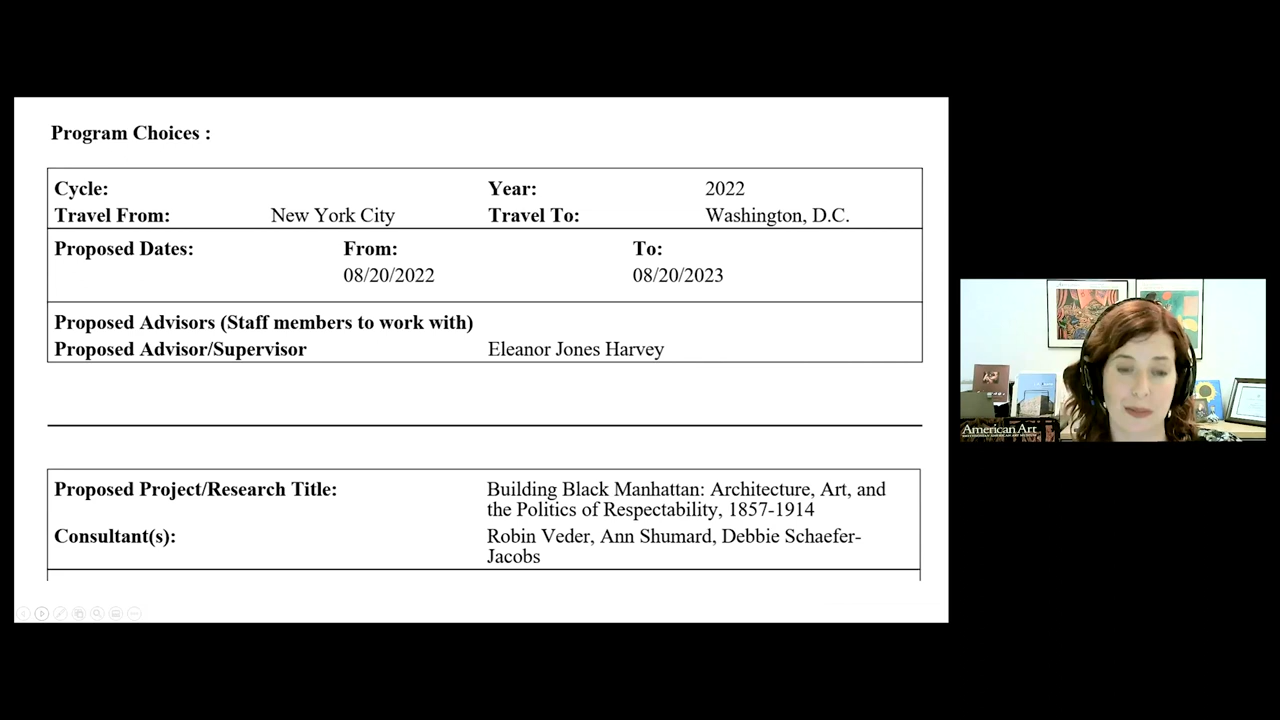 Program Choices :
Cycle: Year: 2022
Travel From: New York City Travel To: Washington, D.C.
Proposed Dates: From: To:
08/20/2022 08/20/2023
Proposed Advisors (Staff members to work with)
Proposed Advisor/Supervisor Eleanor Jones Harvey
Proposed Project/Research Title: Building Black Manhattan: Architecture, Art, and
the Politics of Respectability, 1857-1914
Consultant(s): Robin Veder, Ann Shumard, Debbie Schaefer-
Jacobs
American Art